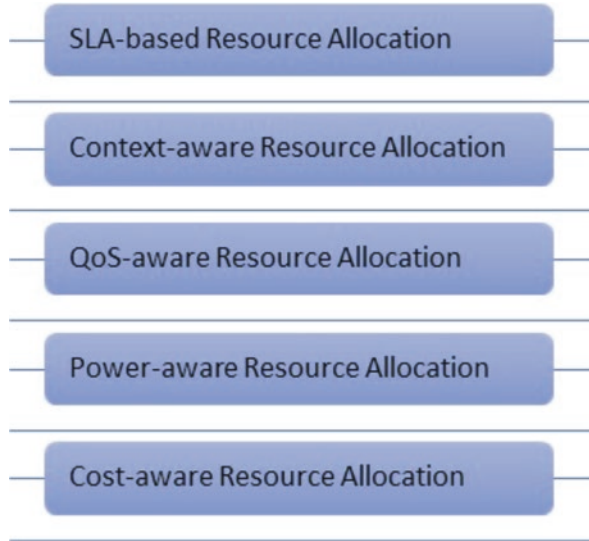 SLA-based Resource Allocation
Context-aware Resource Allocation
QoS-aware Resource Allocation
Power-aware Resource Allocation
Cost-aware Resource Allocation